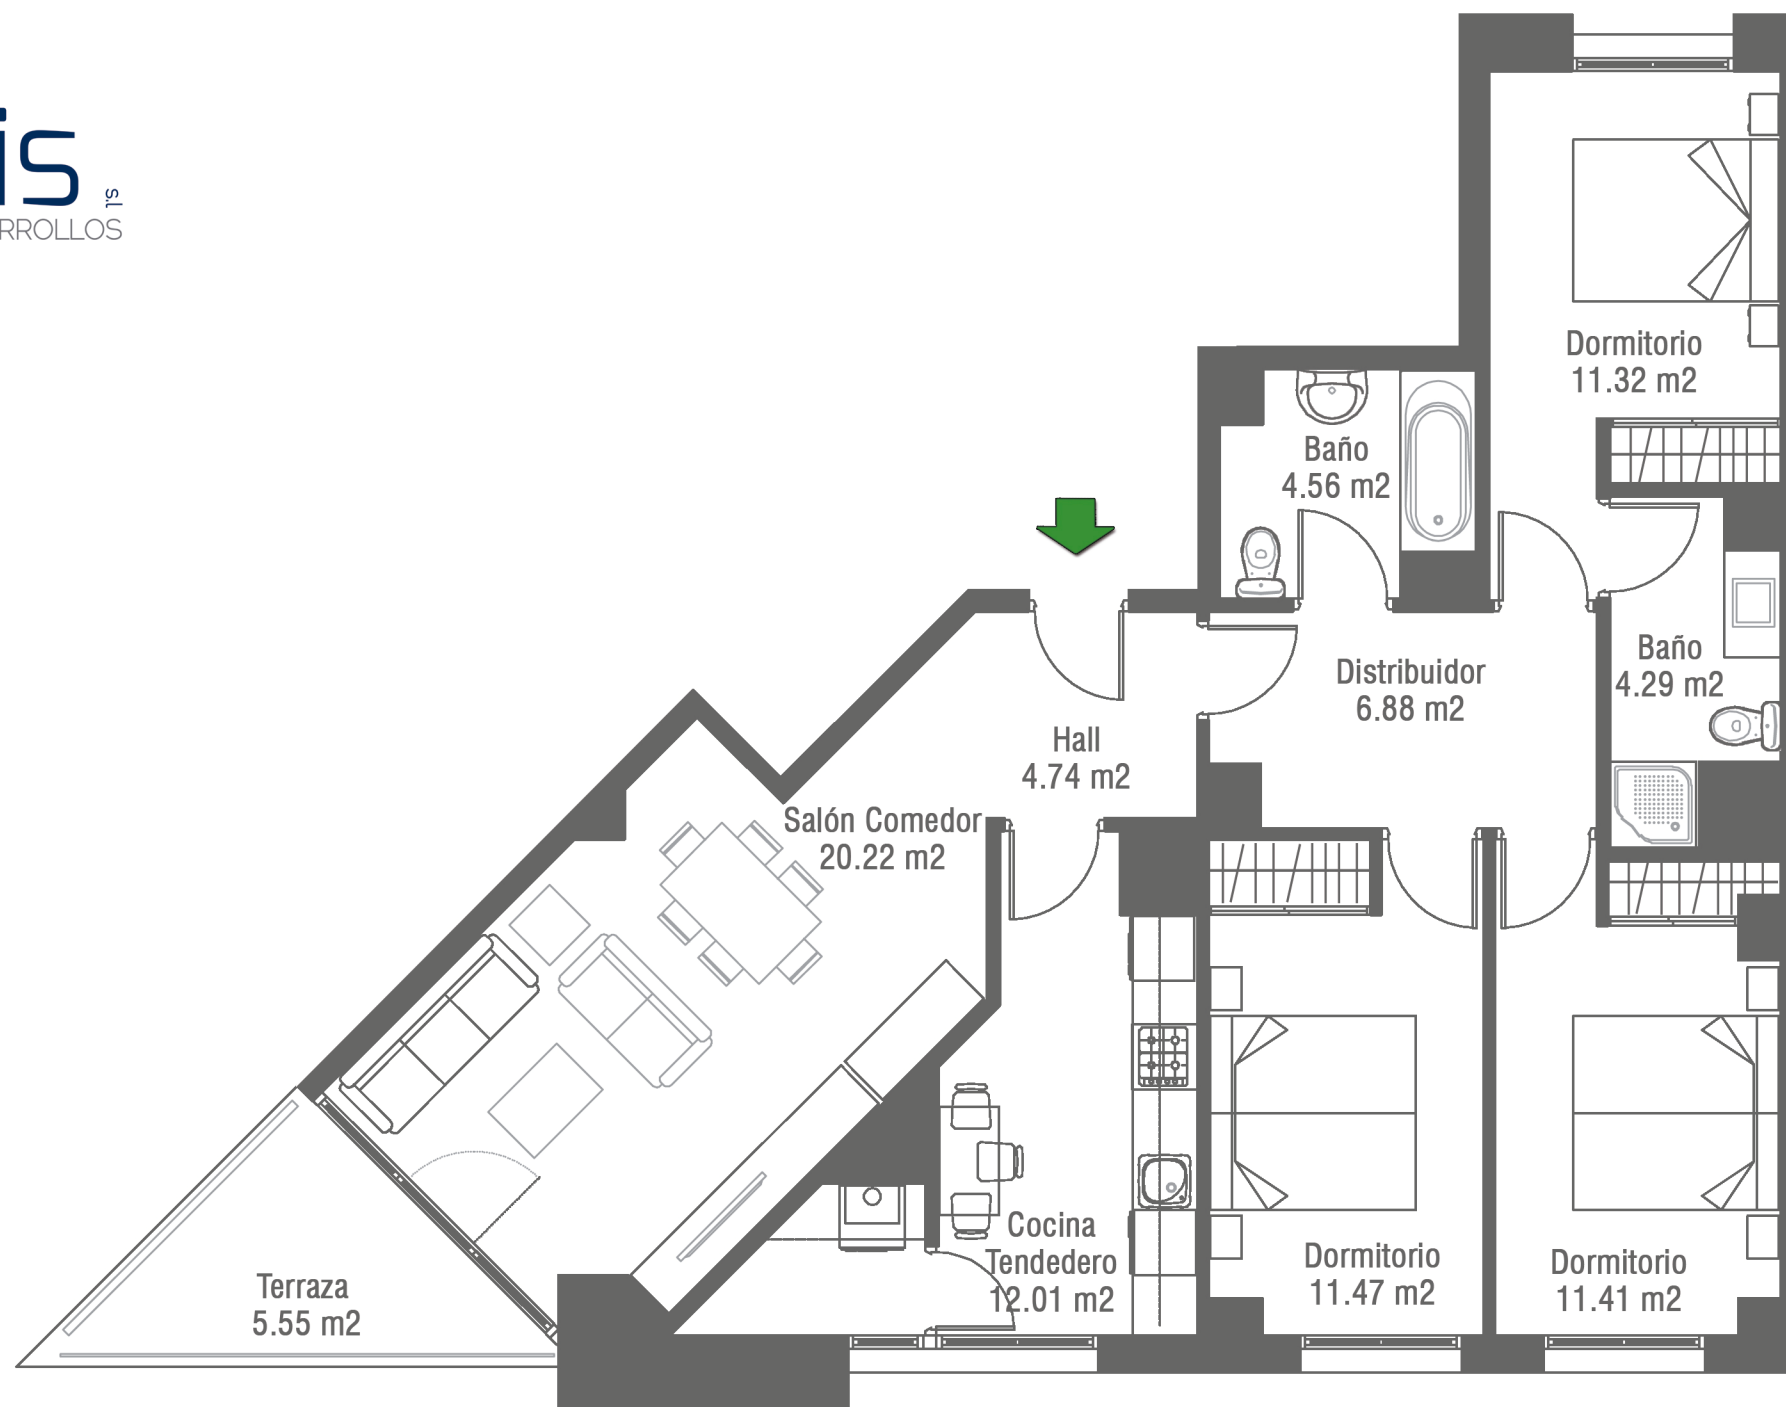 is
s.l
RROLLOS
Dormitorio
11.32 m2
Baño
4.56 m2
Baño
4.29 m2
Distribuidor
6.88 m2
Hall
4.74 m2
Salón Comedor
20.22 m2
Cocina
Tendedero
12.01 m2
Dormitorio
11.47 m2
Dormitorio
11.41 m2
Terraza
5.55 m2